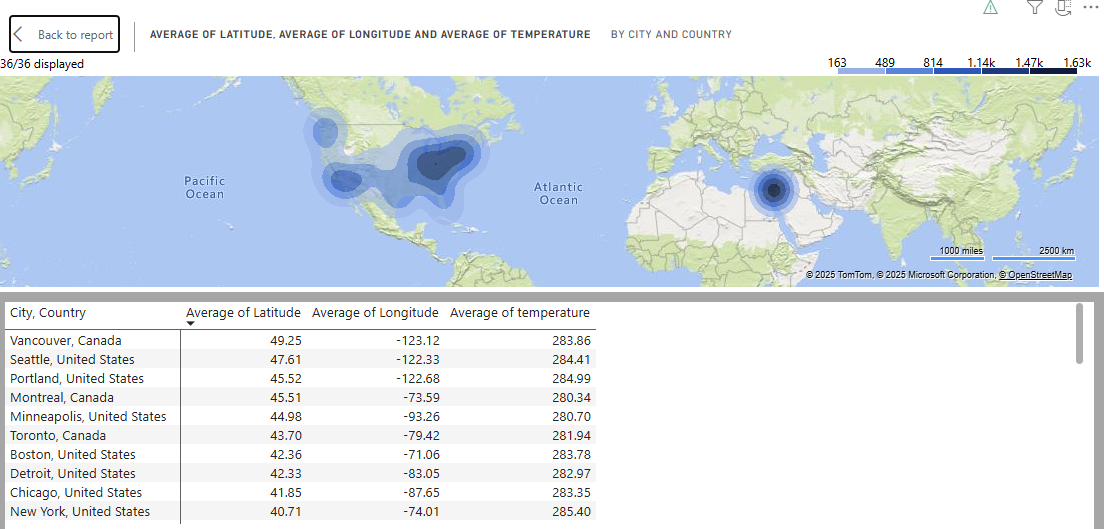 Back to report
AVERAGE OF LATITUDE, AVERAGE OF LONGITUDE AND AVERAGE OF TEMPERATURE BY CITY AND COUNTRY
36/36 displayed
163 489 814 1.14k 1.47k 1.63k
Pacific
Ocean
Atlantic
Ocean
1000 miles 2500 km
© 2025 TomTom, © 2025 Microsoft Corporation, © OpenStreetMap
City, Country Average of Latitude Average of Longitude Average of temperature
Vancouver, Canada 49.25 -123.12 283.86
Seattle, United States 47.61 -122.33 284.41
Portland, United States 45.52 -122.68 284.99
Montreal, Canada 45.51 -73.59 280.34
Minneapolis, United States 44.98 -93.26 280.70
Toronto, Canada 43.70 -79.42 281.94
Boston, United States 42.36 -71.06 283.78
Detroit, United States 42.33 -83.05 282.97
Chicago, United States 41.85 -87.65 283.35
New York, United States 40.71 -74.01 285.40